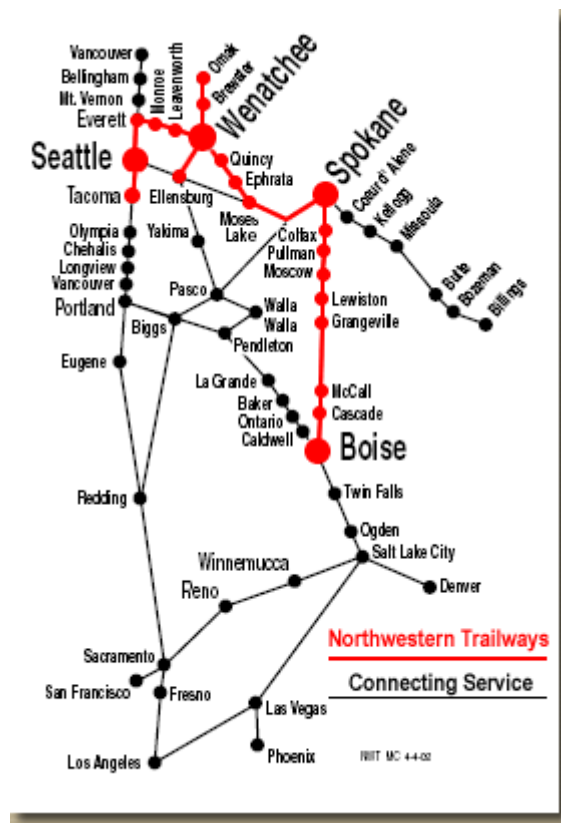 Vancouver
Bellingham
Mt. Vernon
Everett
Monroe
Leavenworth
Omak
Brewster
Wenatchee
Seattle
Quincy
Ephrata
Spokane
Tacoma
Ellensburg
Moses
Lake
Coeur d' Alene
Kellogg
Missoula
Olympia
Chehalis
Longview
Vancouver
Portland
Yakima
Colfax
Pullman
Moscow
Butte
Bozeman
Billings
Pasco
Walla
Walla
Lewiston
Grangeville
Biggs
Pendleton
Eugene
La Grande
Baker
Ontario
Caldwell
McCall
Cascade
Boise
Twin Falls
Redding
Ogden
Salt Lake City
Winnemucca
Reno
Denver
Northwestern Trailways
Connecting Service
Sacramento
San Francisco
Fresno
Las Vegas
Los Angeles
Phoenix
NWT MC 4-4-02